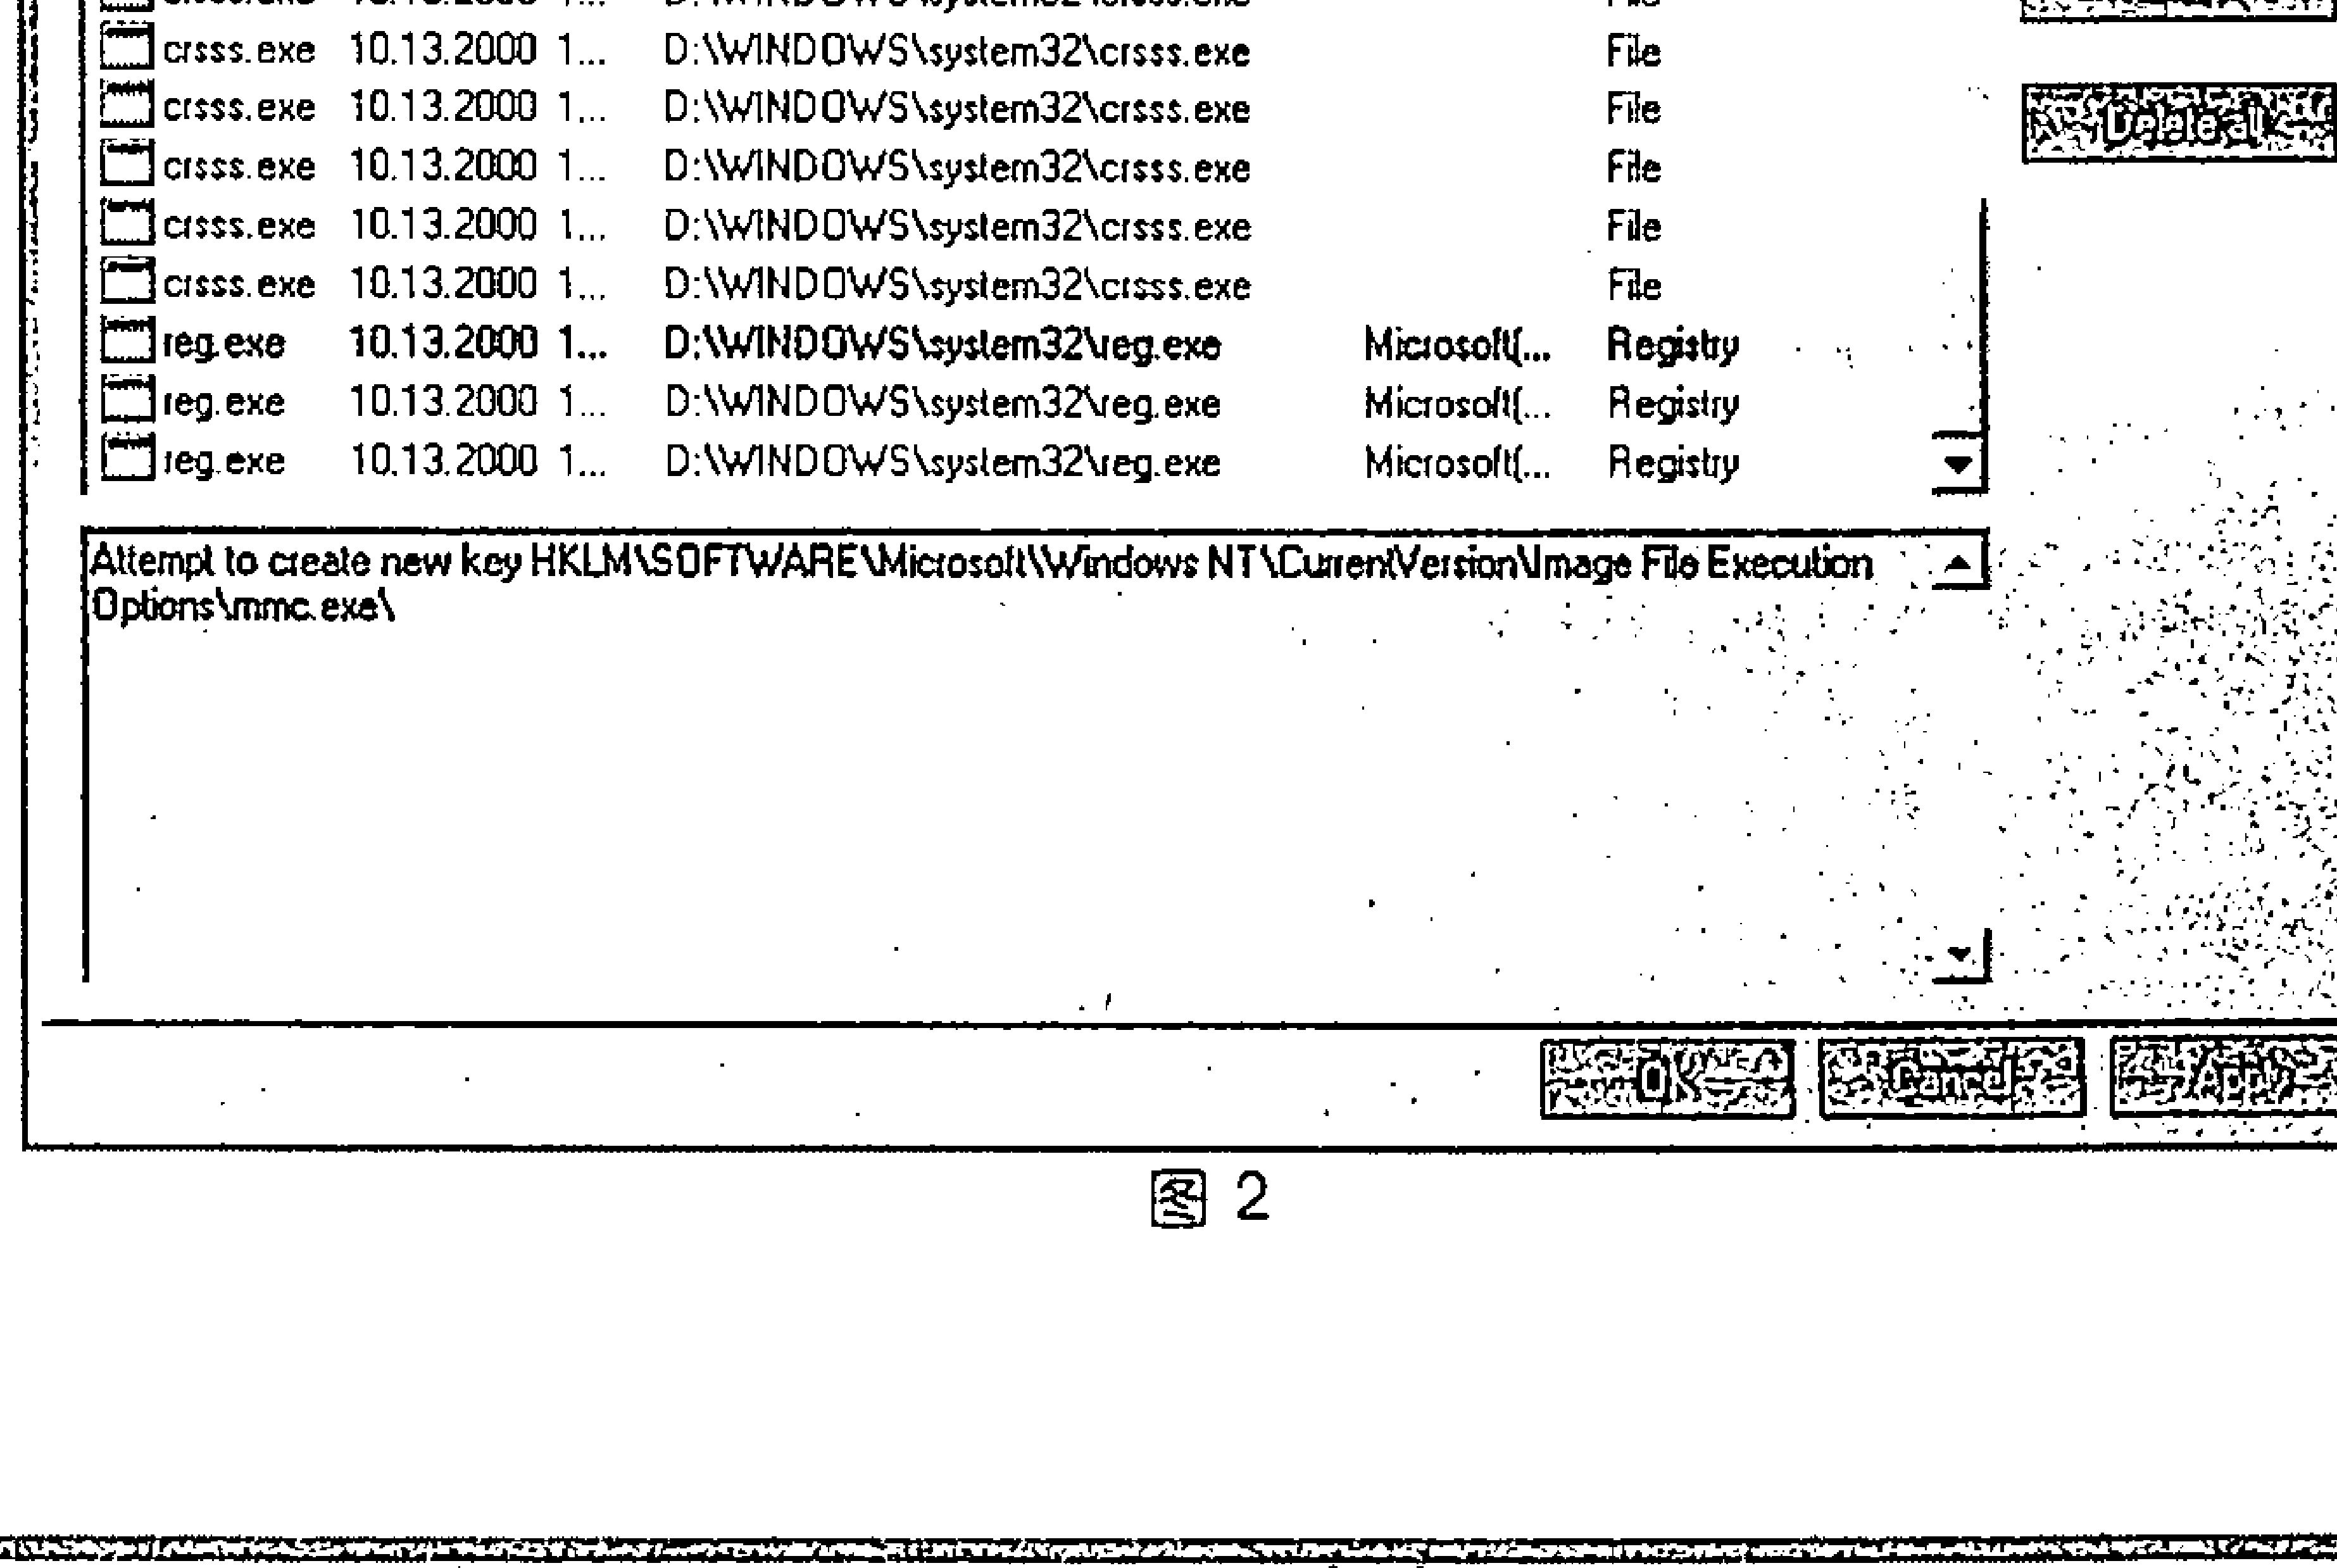 crsss.exe 10.13.2000 1... D:\WINDOWS\system32\crsss.exe File
crsss.exe 10.13.2000 1... D:\WINDOWS\system32\crsss.exe File
Delete all
crsss.exe 10.13.2000 1... D:\WINDOWS\system32\crsss.exe File
crsss.exe 10.13.2000 1... D:\WINDOWS\system32\crsss.exe File
crsss.exe 10.13.2000 1... D:\WINDOWS\system32\crsss.exe File
reg.exe 10.13.2000 1... D:\WINDOWS\system32\reg.exe Microsoft(... Registry
reg.exe 10.13.2000 1... D:\WINDOWS\system32\reg.exe Microsoft(... Registry
reg.exe 10.13.2000 1... D:\WINDOWS\system32\reg.exe Microsoft(... Registry
Attempt to create new key HKLM\SOFTWARE\Microsoft\Windows NT\CurrentVersion\Image File Execution
Options\mmc.exe\
OK Cancel Apply
图 2